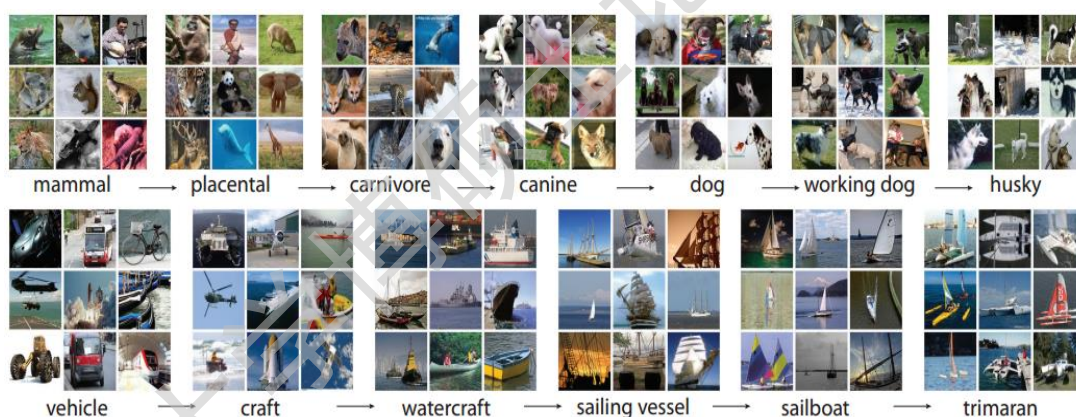 mammal → placental → carnivore → canine → dog → working dog → husky
vehicle → craft → watercraft → sailing vessel → sailboat → trimaran